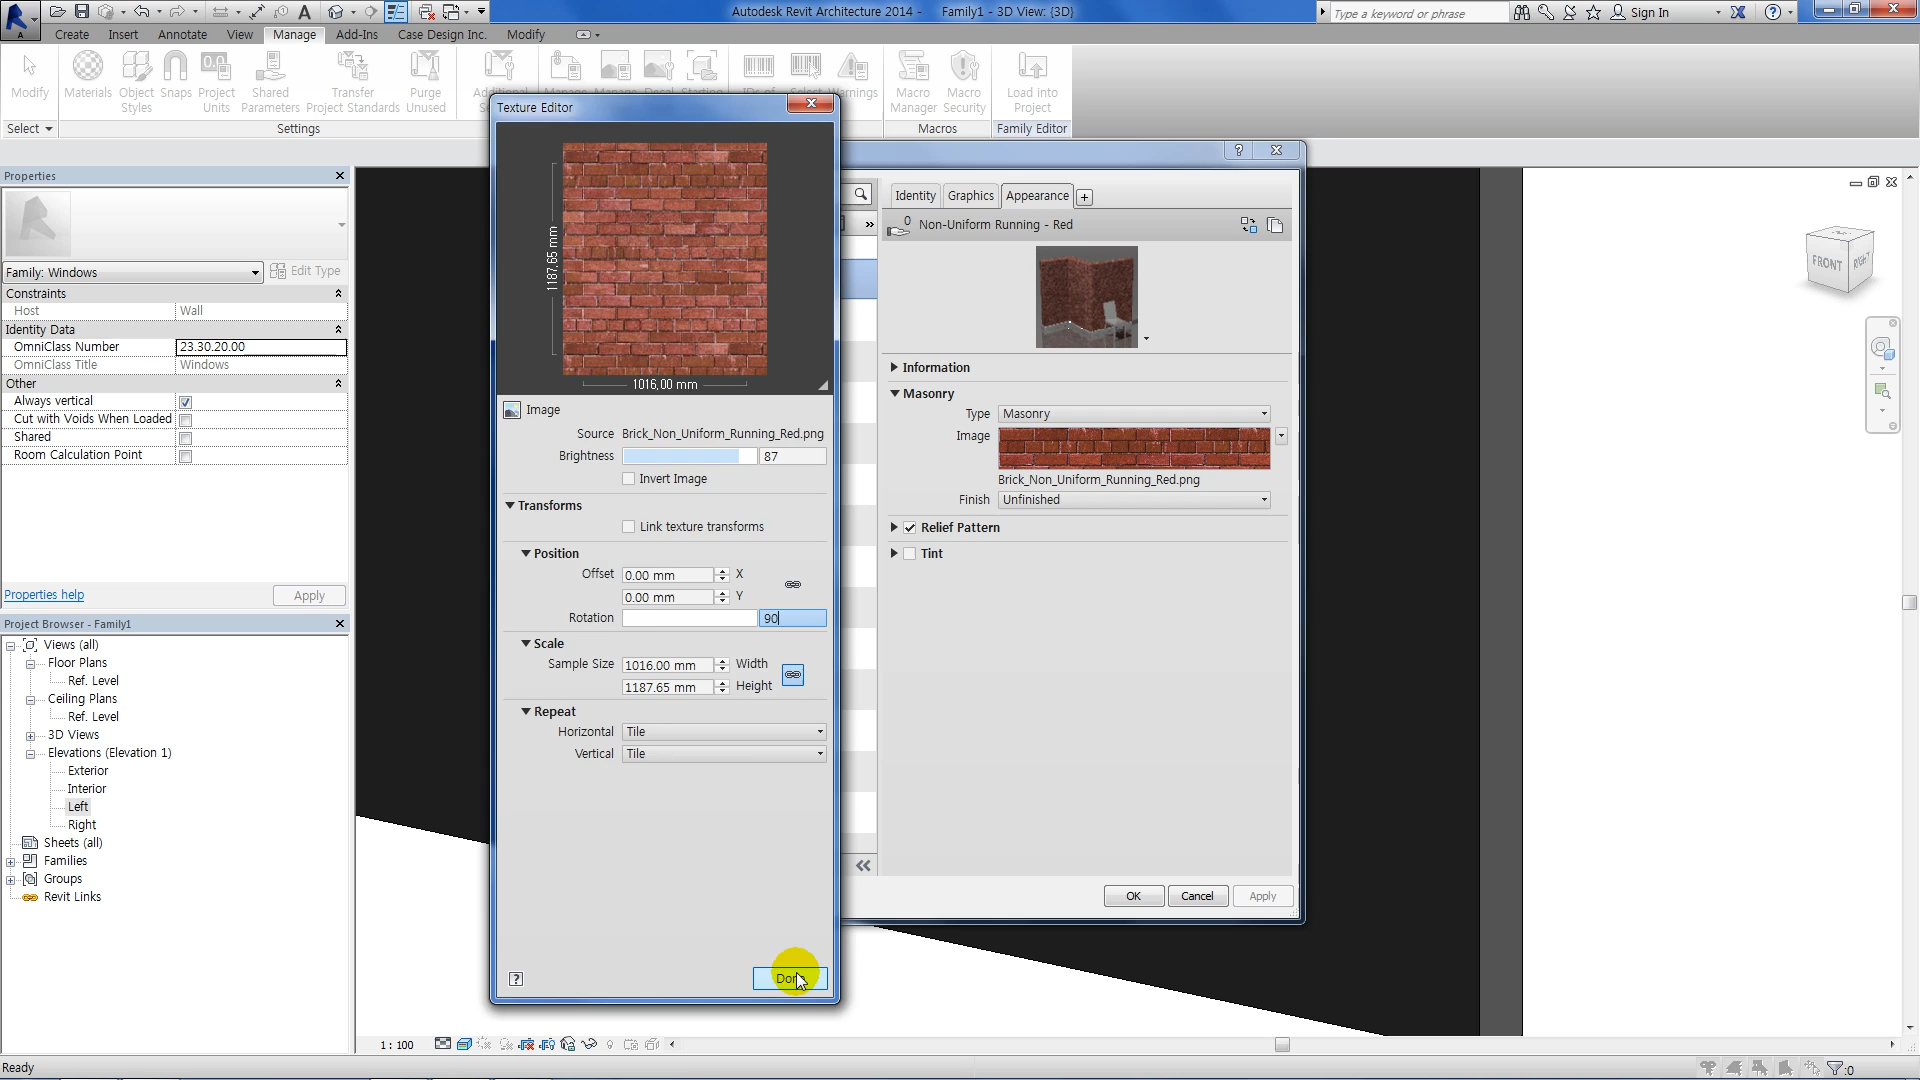 Autodesk Revit Architecture 2014 - Family1 - 3D View: {3D}
Type a keyword or phrase
Sign In
Create Insert Annotate View Manage Add-Ins Case Design Inc. Modify
Modify
Materials
Object Styles
Snaps
Project Units
Shared Parameters
Transfer Project Standards
Purge Unused
Macro Manager
Macro Security
Load into Project
Select
Settings
Macros
Family Editor
Properties
Family: Windows
Edit Type
Constraints
Host Wall
Identity Data
OmniClass Number 23.30.20.00
OmniClass Title Windows
Other
Always vertical
Cut with Voids When Loaded
Shared
Room Calculation Point
Properties help
Apply
Project Browser - Family1
Views (all)
Floor Plans
Ref. Level
Ceiling Plans
Ref. Level
3D Views
Elevations (Elevation 1)
Exterior
Interior
Left
Right
Sheets (all)
Families
Groups
Revit Links
Ready
Texture Editor
1187.65 mm
1016.00 mm
Image
Source Brick_Non_Uniform_Running_Red.png
Brightness 87
Invert Image
Transforms
Link texture transforms
Position
Offset 0.00 mm X
0.00 mm Y
Rotation 90
Scale
Sample Size 1016.00 mm Width
1187.65 mm Height
Repeat
Horizontal Tile
Vertical Tile
Identity Graphics Appearance
0
Non-Uniform Running - Red
Information
Masonry
Type Masonry
Image
Brick_Non_Uniform_Running_Red.png
Finish Unfinished
Relief Pattern
Tint
OK Cancel Apply
FRONT RIGHT
1 : 100
:0